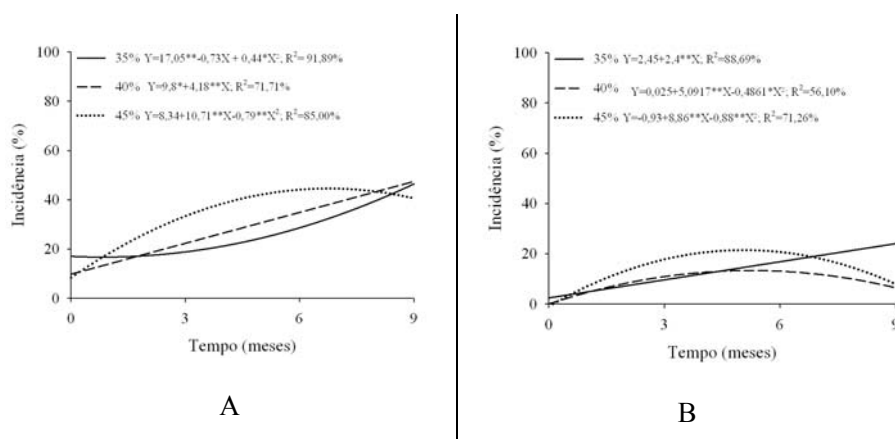 100
80
60
40
20
0
0
3
6
9
Incidência (%)
Tempo (meses)
35% Y=17,05**-0,73X + 0,44*X²; R²= 91,89%
40% Y=9,8*+4,18**X; R²=71,71%
45% Y=8,34+10,71**X-0,79**X²; R²=85,00%
A
100
80
60
40
20
0
0
3
6
9
Incidência (%)
Tempo (meses)
35% Y=2,45+2,4**X; R²=88,69%
40% Y=0,025+5,0917**X-0,4861*X²; R²=56,10%
45% Y=-0,93+8,86**X-0,88**X²; R²=71,26%
B